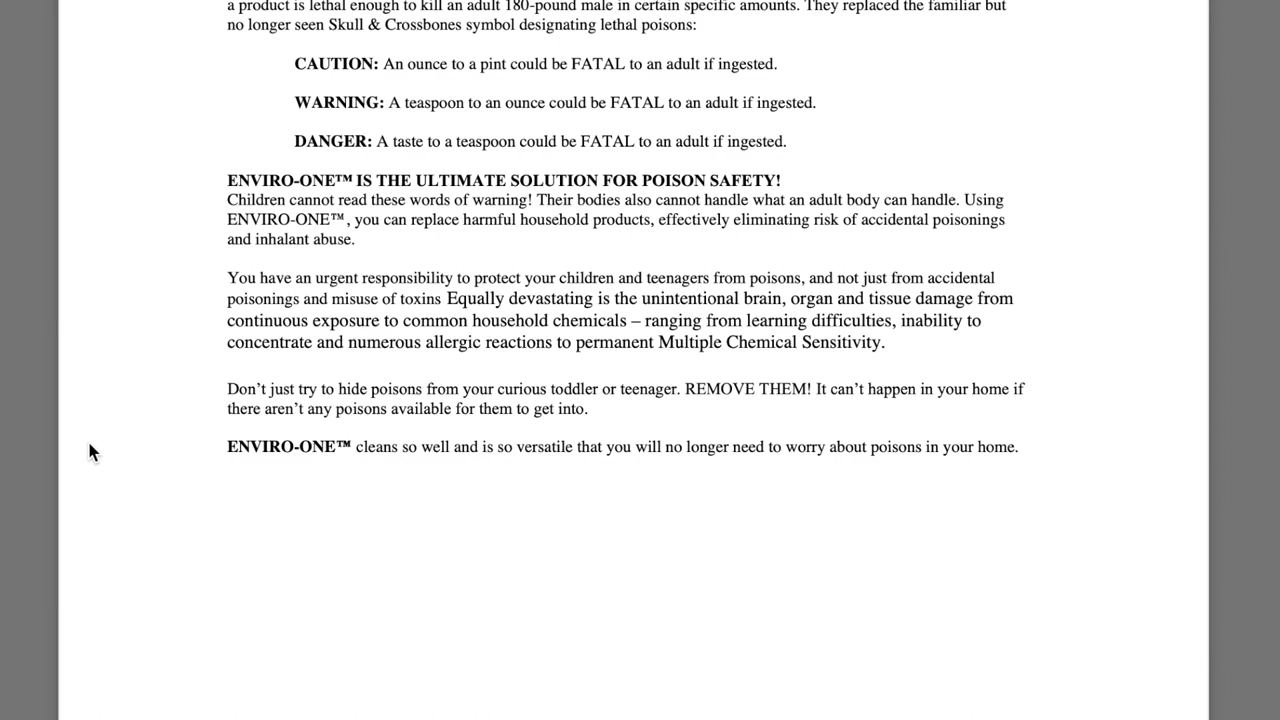 a product is lethal enough to kill an adult 180-pound male in certain specific amounts. They replaced the familiar but
no longer seen Skull & Crossbones symbol designating lethal poisons:
CAUTION: An ounce to a pint could be FATAL to an adult if ingested.
WARNING: A teaspoon to an ounce could be FATAL to an adult if ingested.
DANGER: A taste to a teaspoon could be FATAL to an adult if ingested.
ENVIRO-ONE™ IS THE ULTIMATE SOLUTION FOR POISON SAFETY!
Children cannot read these words of warning! Their bodies also cannot handle what an adult body can handle. Using
ENVIRO-ONE™, you can replace harmful household products, effectively eliminating risk of accidental poisonings
and inhalant abuse.
You have an urgent responsibility to protect your children and teenagers from poisons, and not just from accidental
poisonings and misuse of toxins Equally devastating is the unintentional brain, organ and tissue damage from
continuous exposure to common household chemicals – ranging from learning difficulties, inability to
concentrate and numerous allergic reactions to permanent Multiple Chemical Sensitivity.
Don’t just try to hide poisons from your curious toddler or teenager. REMOVE THEM! It can’t happen in your home if
there aren’t any poisons available for them to get into.
ENVIRO-ONE™ cleans so well and is so versatile that you will no longer need to worry about poisons in your home.